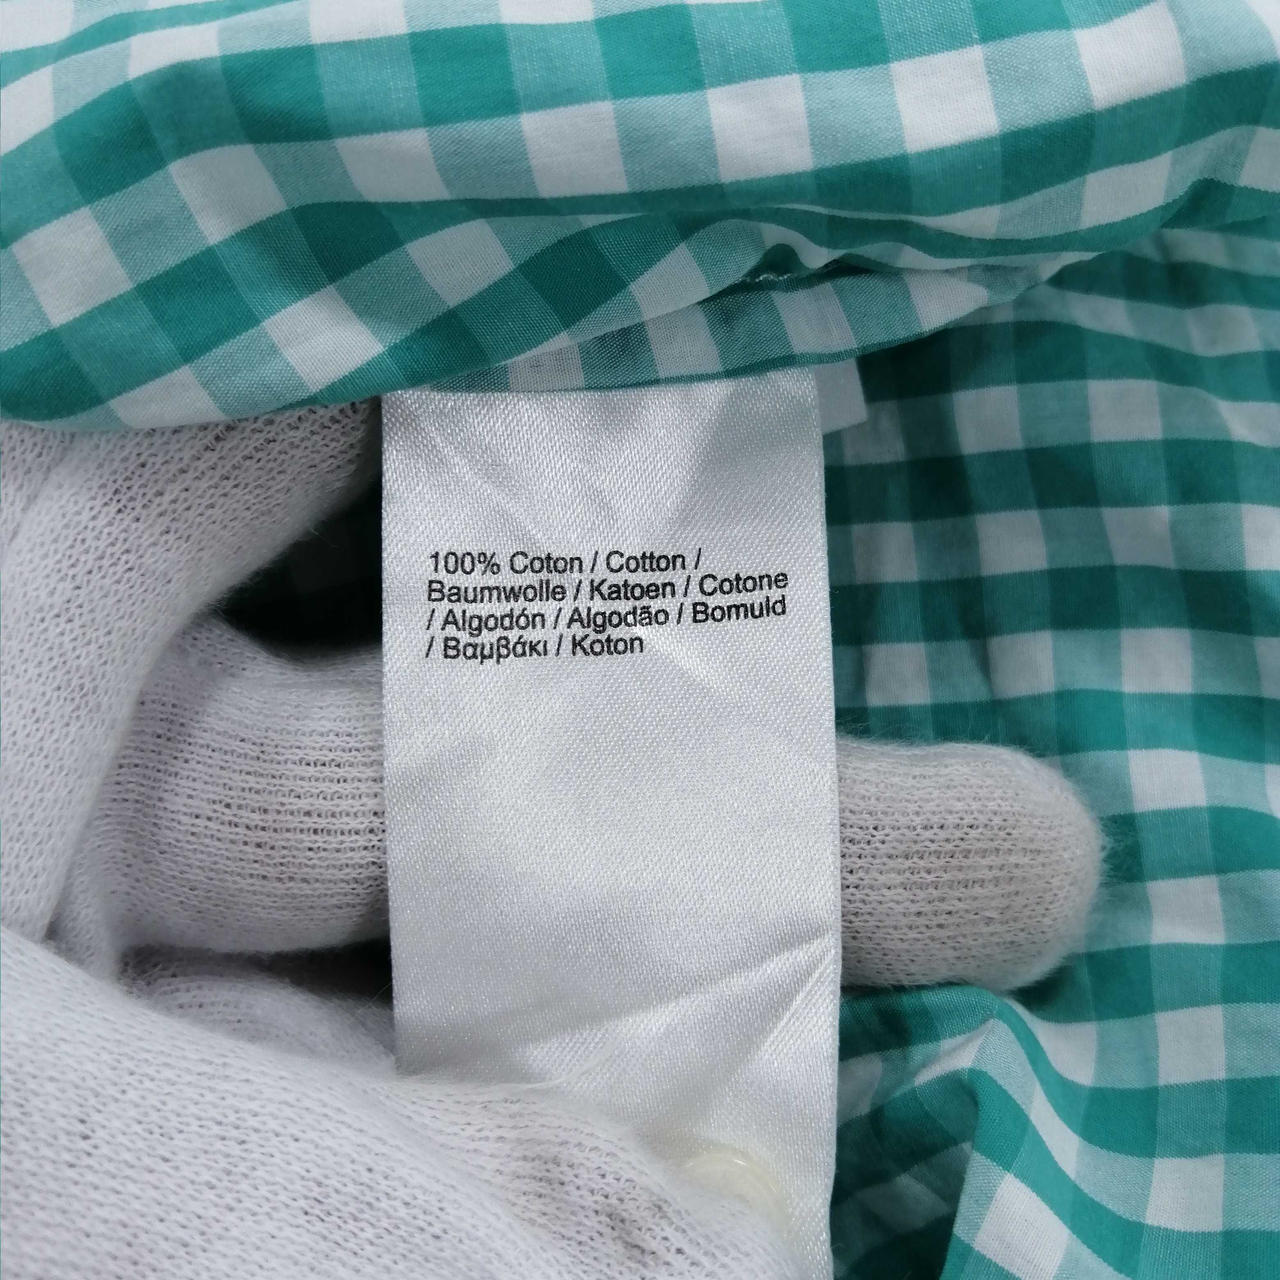 100% Coton / Cotton /
Baumwolle / Katoen / Cotone
/ Algodón / Algodão / Bomuld
/ Βαμβάκι / Koton